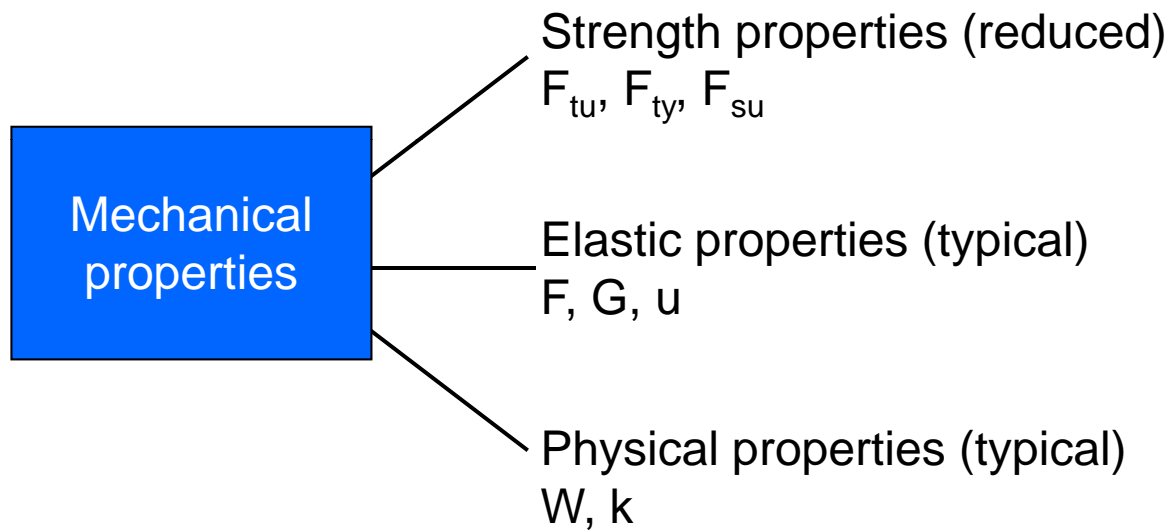 Strength properties (reduced)
Ftu, Fty, Fsu
Mechanical
properties
Elastic properties (typical)
F, G, u
Physical properties (typical)
W, k